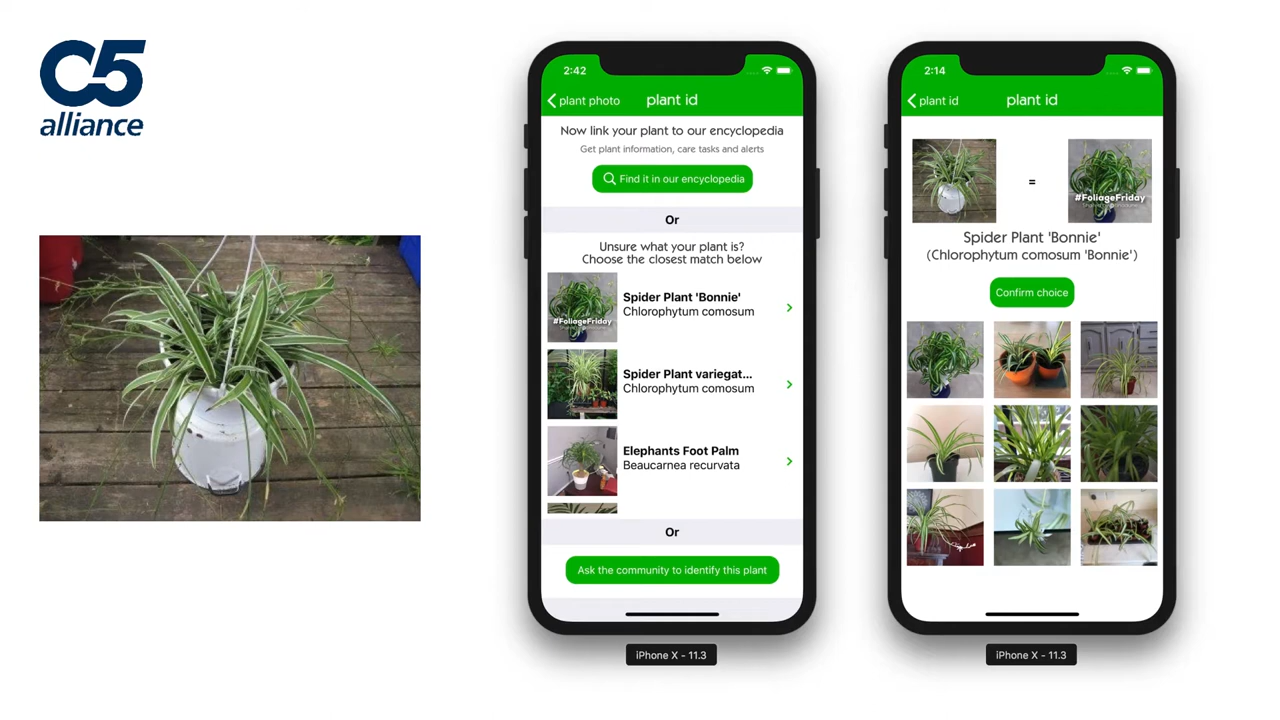 C5
alliance
2:42
plant photo
plant id
Now link your plant to our encyclopedia
Get plant information, care tasks and alerts
Find it in our encyclopedia
Or
Unsure what your plant is?
Choose the closest match below
#FoliageFriday
Spider Plant 'Bonnie'
Chlorophytum comosum
Spider Plant variegat...
Chlorophytum comosum
Elephants Foot Palm
Beaucarnea recurvata
Or
Ask the community to identify this plant
iPhone X - 11.3
2:14
plant id
plant id
=
#FoliageFriday
Spider Plant 'Bonnie'
(Chlorophytum comosum 'Bonnie')
Confirm choice
iPhone X - 11.3